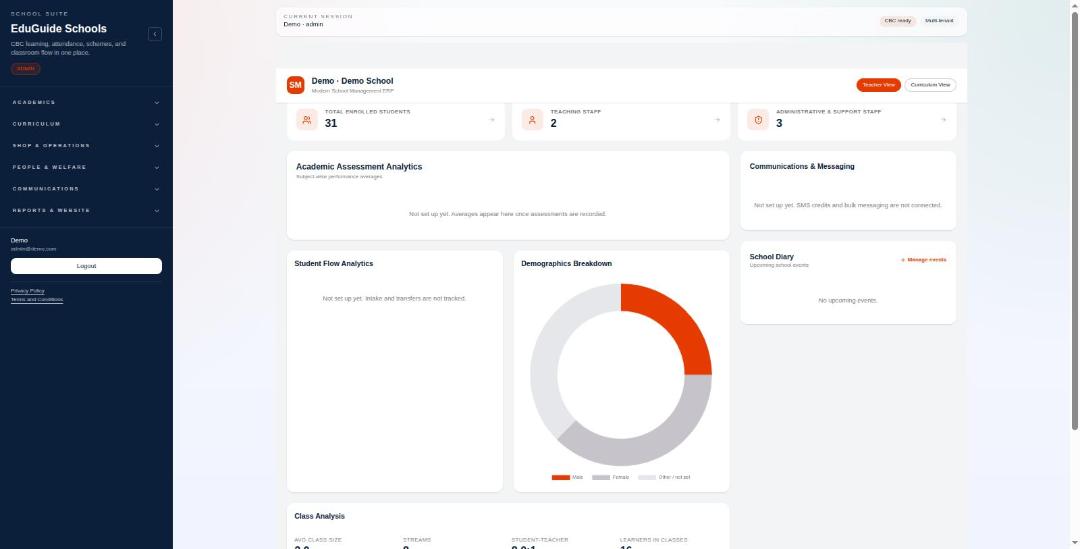 SCHOOL SUITE
EduGuide Schools
CBC learning, attendance, schemes, and
classroom flow in one place.
ADMIN
ACADEMICS
CURRICULUM
SHOP & OPERATIONS
PEOPLE & WELFARE
COMMUNICATIONS
REPORTS & WEBSITE
Demo
admin@demo.com
Logout
Privacy Policy
Terms and Conditions
CURRENT SESSION
Demo · admin
CBC ready
Multi-tenant
SM
Demo · Demo School
Modern School Management ERP
Teacher View
Curriculum View
TOTAL ENROLLED STUDENTS
31
TEACHING STAFF
2
ADMINISTRATIVE & SUPPORT STAFF
3
Academic Assessment Analytics
Subject-wise performance averages
Not set up yet. Averages appear here once assessments are recorded.
Communications & Messaging
Not set up yet. SMS credits and bulk messaging are not connected.
Student Flow Analytics
Not set up yet. Intake and transfers are not tracked.
Demographics Breakdown
Male
Female
Other / not set
School Diary
Upcoming school events
+ Manage events
No upcoming events.
Class Analysis
AVG CLASS SIZE
STREAMS
STUDENT-TEACHER
LEARNERS IN CLASSES